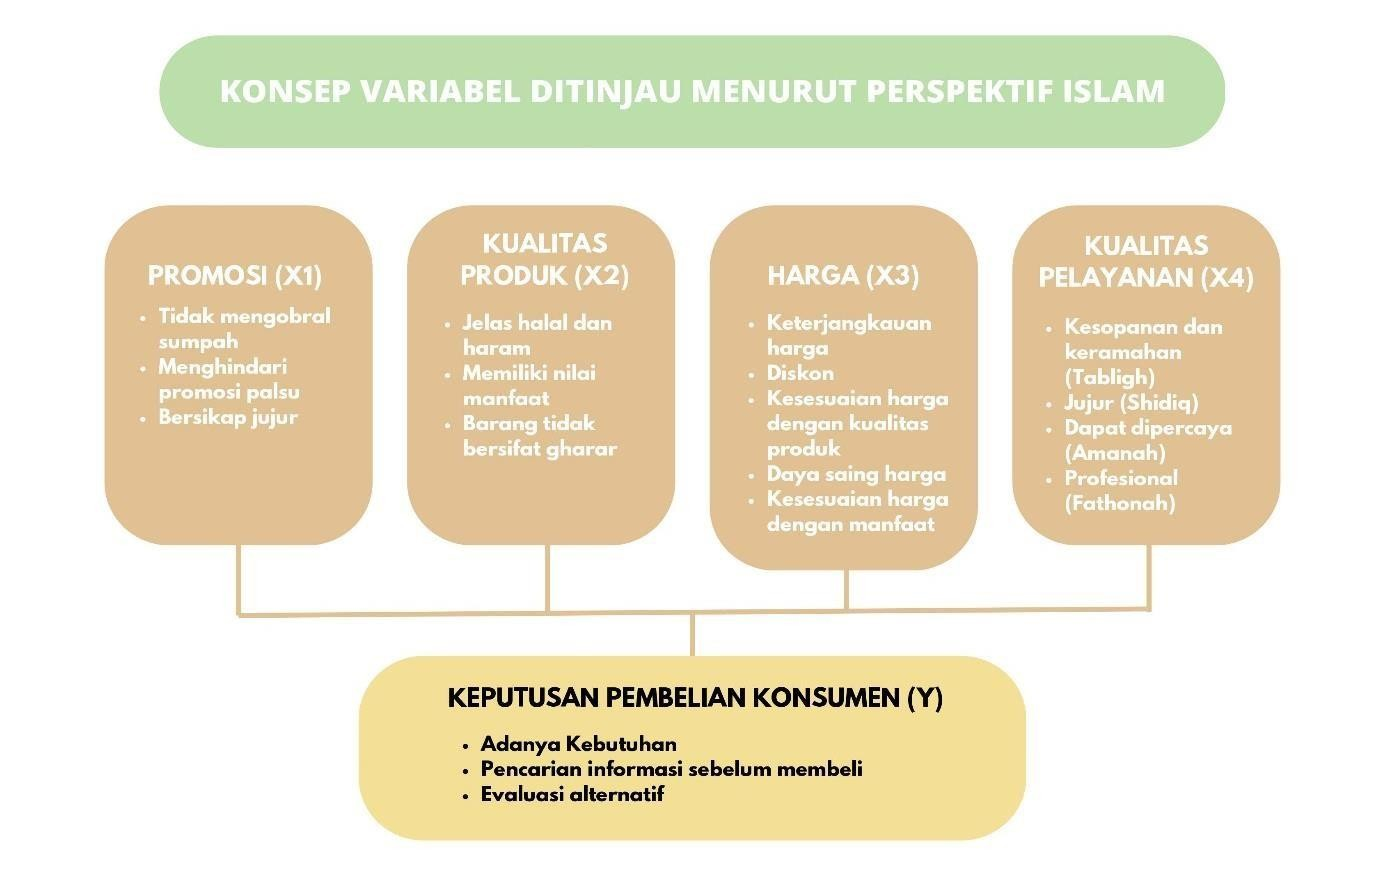 KONSEP VARIABEL DITINJAU MENURUT PERSPEKTIF ISLAM
PROMOSI (X1)
• Tidak mengobral
sumpah
• Menghindari
promosi palsu
• Bersikap jujur
KUALITAS
PRODUK (X2)
• Jelas halal dan
haram
• Memiliki nilai
manfaat
• Barang tidak
bersifat gharar
HARGA (X3)
• Keterjangkauan
harga
• Diskon
• Kesesuaian harga
dengan kualitas
produk
• Daya saing harga
• Kesesuaian harga
dengan manfaat
KUALITAS
PELAYANAN (X4)
• Kesopanan dan
keramahan
(Tabligh)
• Jujur (Shidiq)
• Dapat dipercaya
(Amanah)
• Profesional
(Fathonah)
KEPUTUSAN PEMBELIAN KONSUMEN (Y)
• Adanya Kebutuhan
• Pencarian informasi sebelum membeli
• Evaluasi alternatif